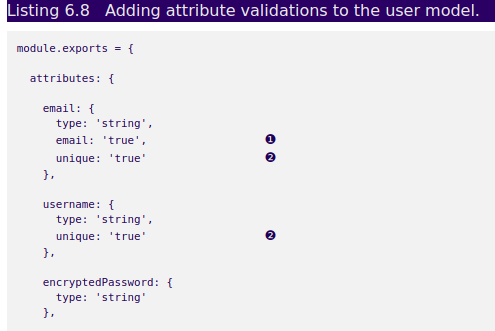 Listing 6.8 Adding attribute validations to the user model.
module.exports = {
attributes: {
email: {
type: 'string',
email: 'true', ❶
unique: 'true' ❷
},
username: {
type: 'string',
unique: 'true' ❷
},
encryptedPassword: {
type: 'string'
},